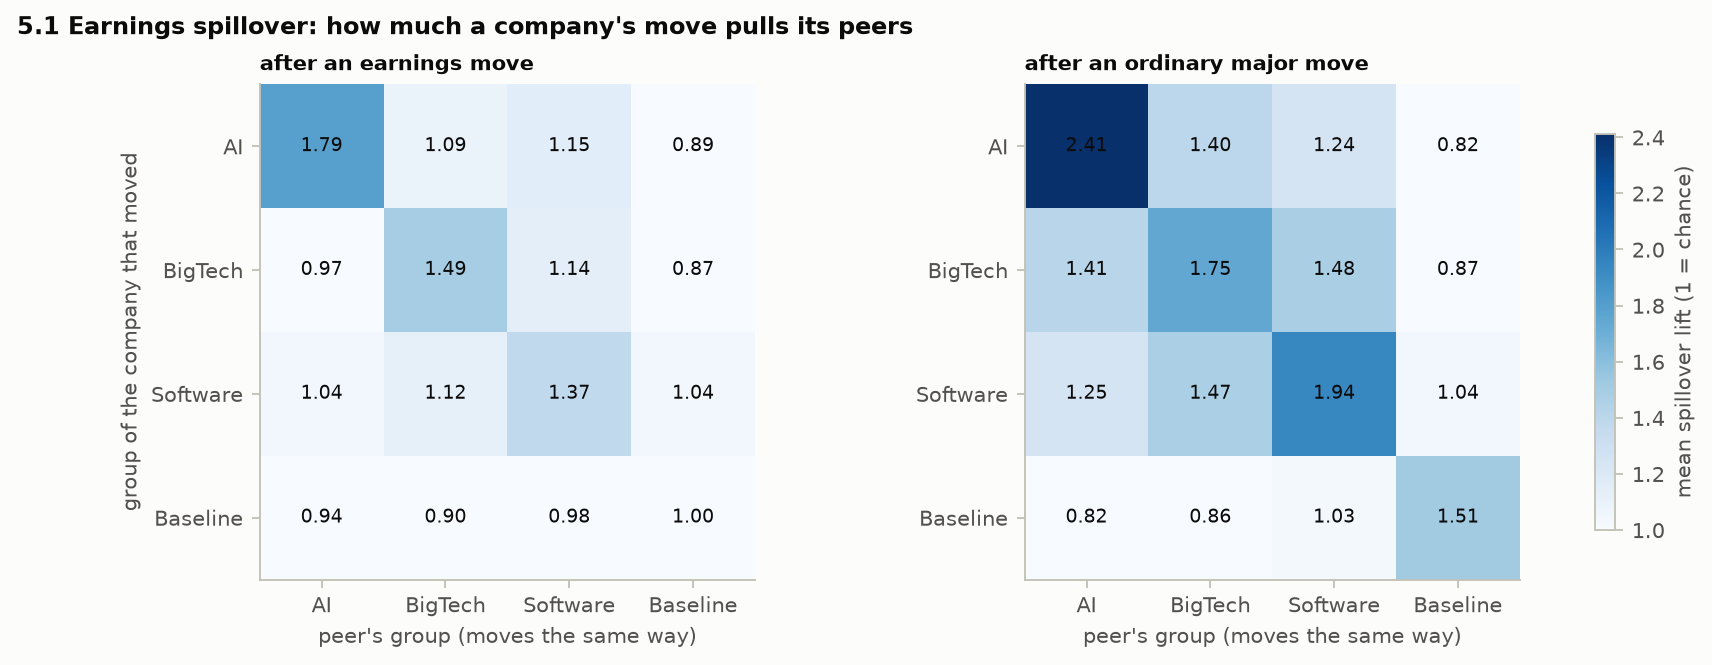 5.1 Earnings spillover: how much a company's move pulls its peers
after an earnings move
group of the company that moved
AI 1.79 1.09 1.15 0.89
BigTech 0.97 1.49 1.14 0.87
Software 1.04 1.12 1.37 1.04
Baseline 0.94 0.90 0.98 1.00
AI BigTech Software Baseline
peer's group (moves the same way)
after an ordinary major move
AI 2.41 1.40 1.24 0.82
BigTech 1.41 1.75 1.48 0.87
Software 1.25 1.47 1.94 1.04
Baseline 0.82 0.86 1.03 1.51
AI BigTech Software Baseline
peer's group (moves the same way)
2.4
2.2
2.0
1.8
1.6
1.4
1.2
1.0
mean spillover lift (1 = chance)